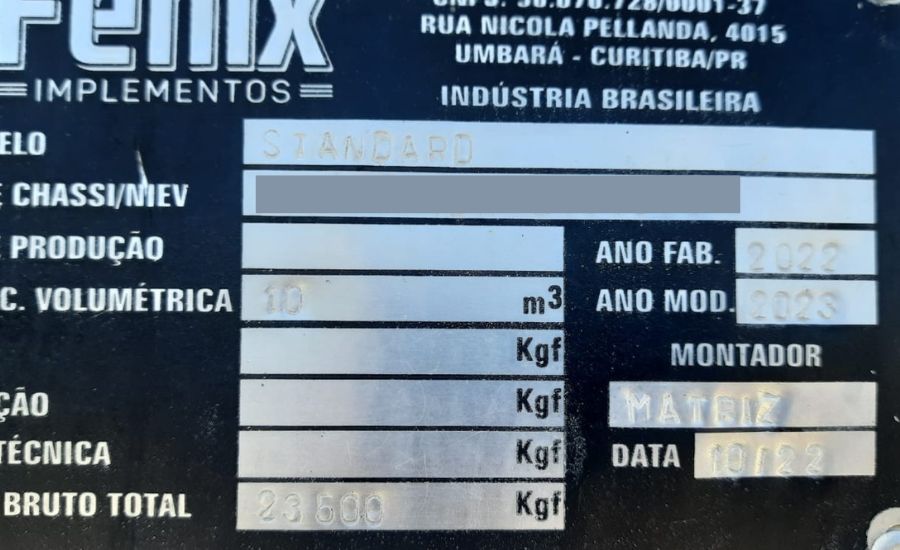 Fenix
IMPLEMENTOS
RUA NICOLA PELLANDA, 4015
UMBARÁ - CURITIBA/PR
INDÚSTRIA BRASILEIRA
ELO STANDARD
E CHASSI/NIEV
E PRODUÇÃO
ANO FAB. 2022
C. VOLUMÉTRICA 10 m³
ANO MOD. 2023
Kgf
MONTADOR
ÇÃO Kgf
MATRIZ
TÉCNICA Kgf
DATA 10/22
BRUTO TOTAL 23500 Kgf